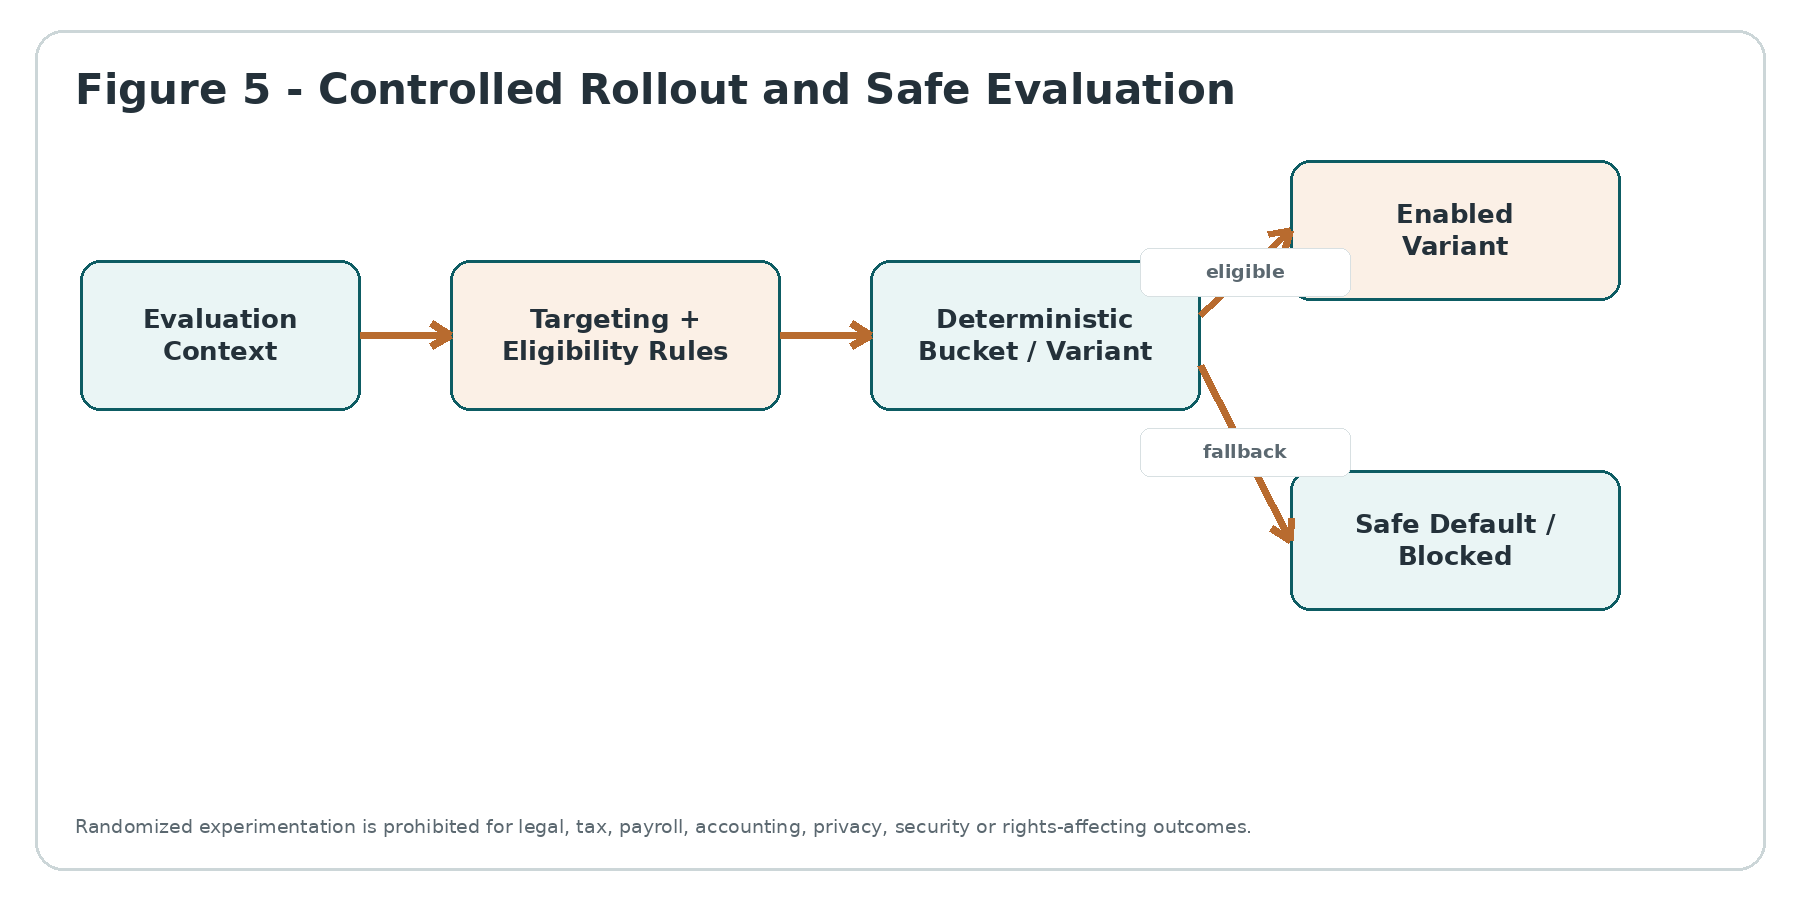 Figure 5 - Controlled Rollout and Safe Evaluation
Evaluation
Context
Targeting +
Eligibility Rules
Deterministic
Bucket / Variant
eligible
Enabled
Variant
fallback
Safe Default /
Blocked
Randomized experimentation is prohibited for legal, tax, payroll, accounting, privacy, security or rights-affecting outcomes.